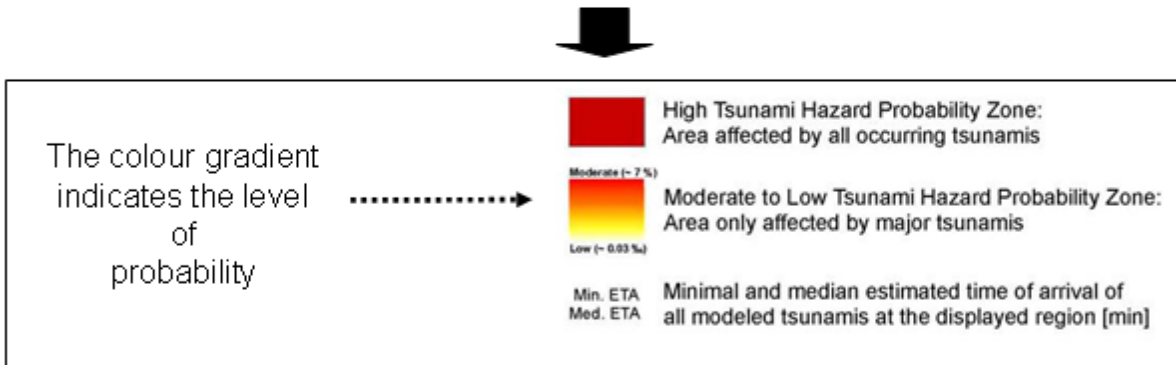 The colour gradient
indicates the level
of
probability
High Tsunami Hazard Probability Zone:
Area affected by all occurring tsunamis
Moderate (~ 7 %)
Moderate to Low Tsunami Hazard Probability Zone:
Area only affected by major tsunamis
Low (~ 0.03 ‰)
Min. ETA
Med. ETA
Minimal and median estimated time of arrival of
all modeled tsunamis at the displayed region [min]